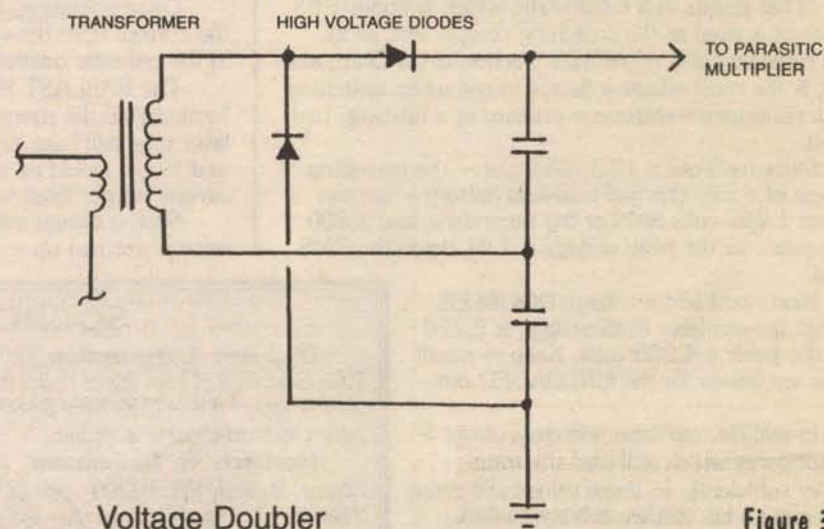 TRANSFORMER
HIGH VOLTAGE DIODES
TO PARASITIC
MULTIPLIER
Voltage Doubler
Figure 3